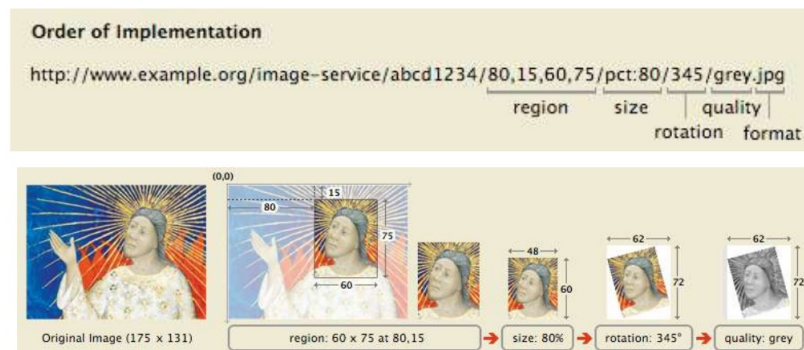 Order of Implementation
http://www.example.org/image-service/abcd1234/80,15,60,75/pct:80/345/grey.jpg
region size quality
rotation format
(0,0)
15
80
75
60
48
60
62
72
62
72
Original Image (175 x 131) region: 60 x 75 at 80,15 size: 80% rotation: 345° quality: grey